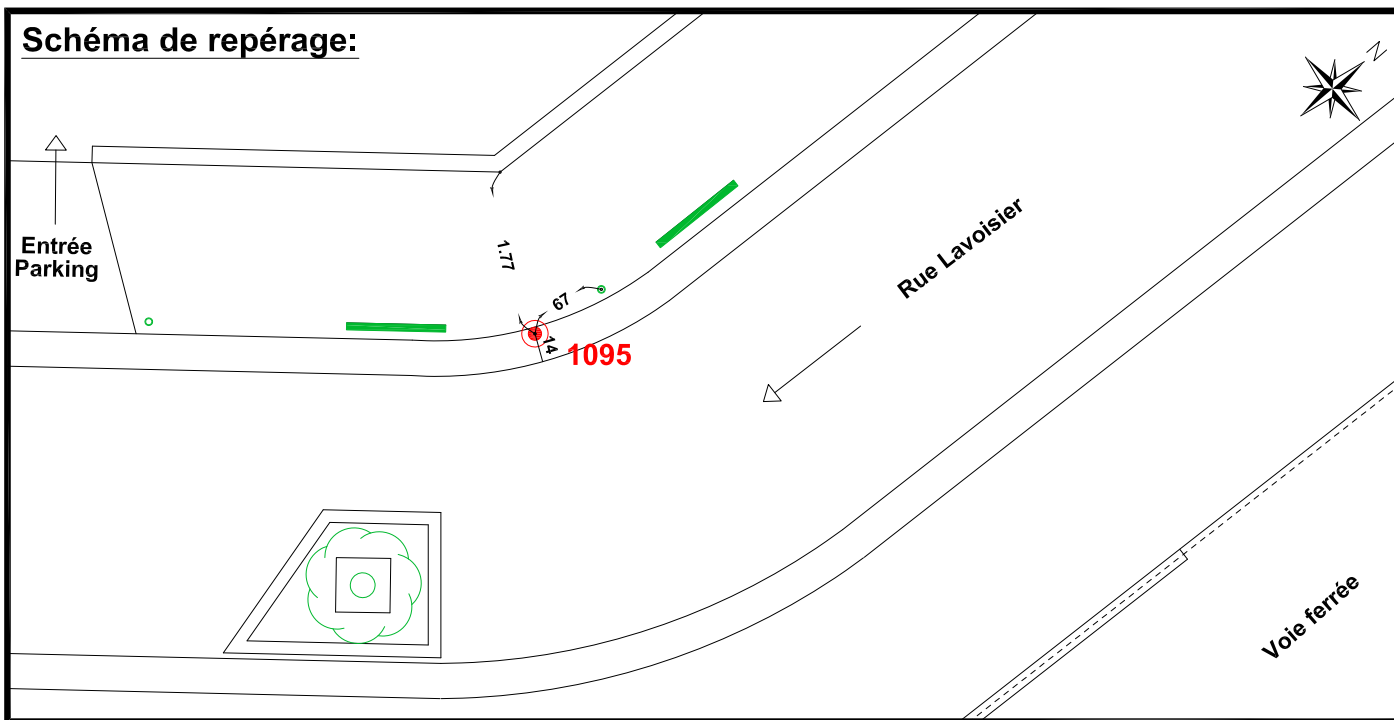 Schéma de repérage:
N
Entrée
Parking
1.77
67
14
1095
Rue Lavoisier
Voie ferrée